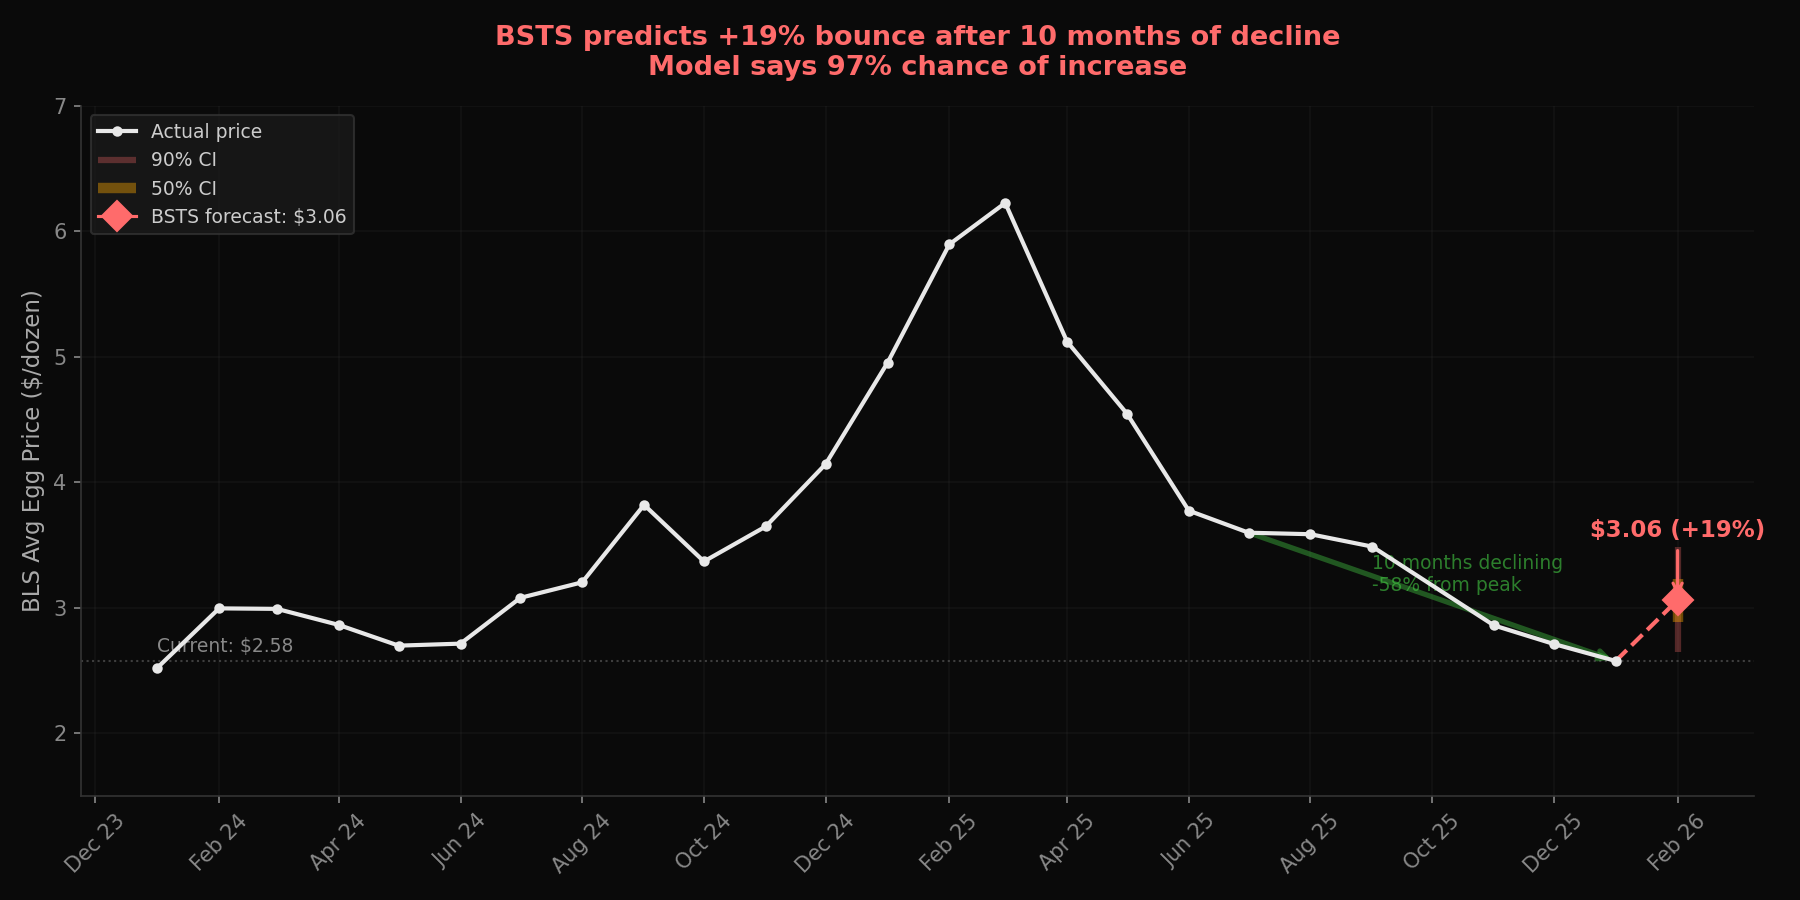 BSTS predicts +19% bounce after 10 months of decline
Model says 97% chance of increase
BLS Avg Egg Price ($/dozen)
7
6
5
4
3
2
Actual price
90% CI
50% CI
BSTS forecast: $3.06
Current: $2.58
$3.06 (+19%)
10 months declining
-58% from peak
Dec 23
Feb 24
Apr 24
Jun 24
Aug 24
Oct 24
Dec 24
Feb 25
Apr 25
Jun 25
Aug 25
Oct 25
Dec 25
Feb 26